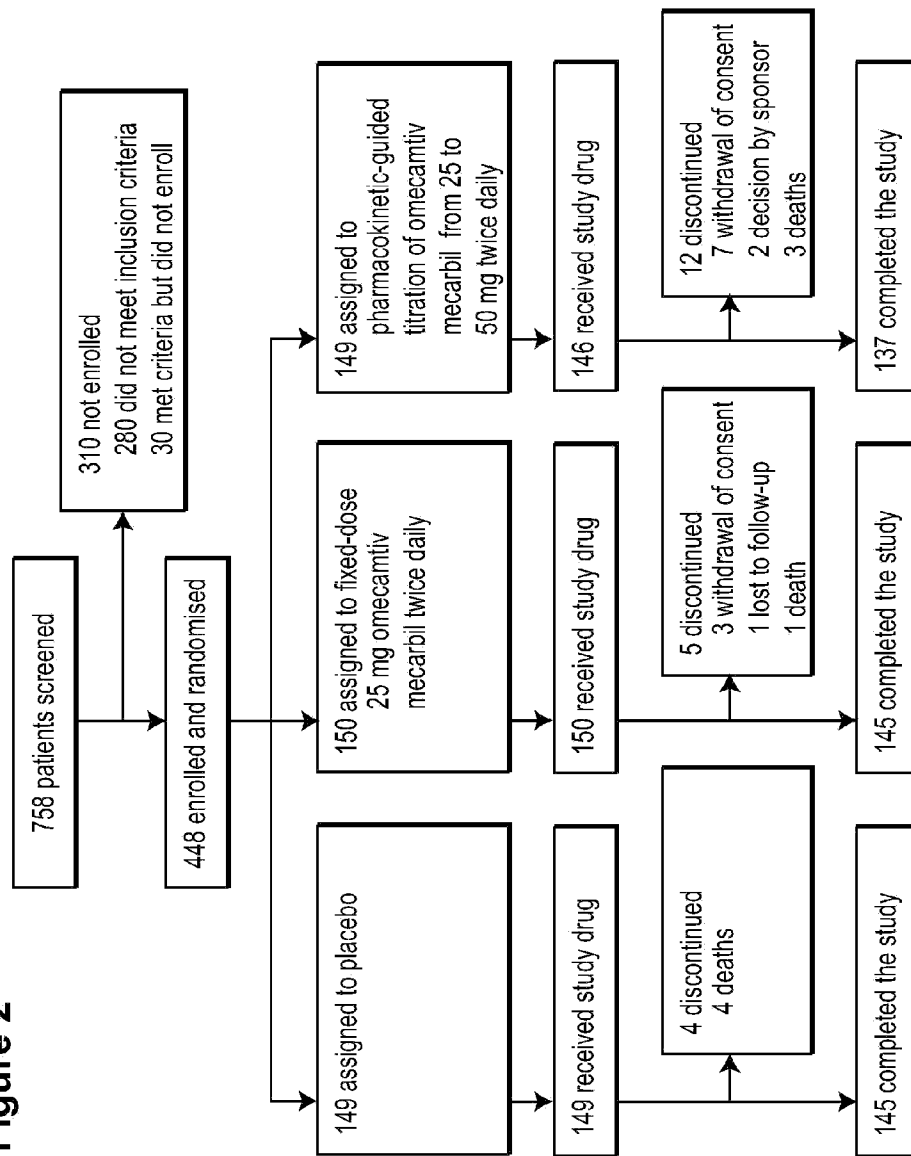 Figure 2
758 patients screened
310 not enrolled
280 did not meet inclusion criteria
30 met criteria but did not enroll
448 enrolled and randomised
149 assigned to placebo
150 assigned to fixed-dose
25 mg omecamtiv
mecarbil twice daily
149 assigned to
pharmacokinetic-guided
titration of omecamtiv
mecarbil from 25 to
50 mg twice daily
149 received study drug
150 received study drug
146 received study drug
4 discontinued
4 deaths
5 discontinued
3 withdrawal of consent
1 lost to follow-up
1 death
12 discontinued
7 withdrawal of consent
2 decision by sponsor
3 deaths
145 completed the study
145 completed the study
137 completed the study